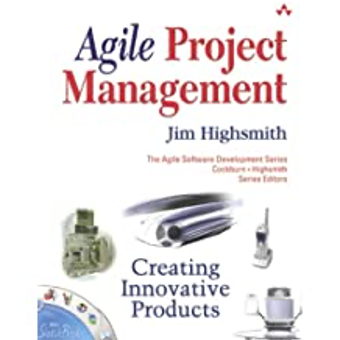 Agile Project
Management
Jim Highsmith
The Agile Software Development Series
Cockburn • Highsmith
Series Editors
Creating
Innovative
Products